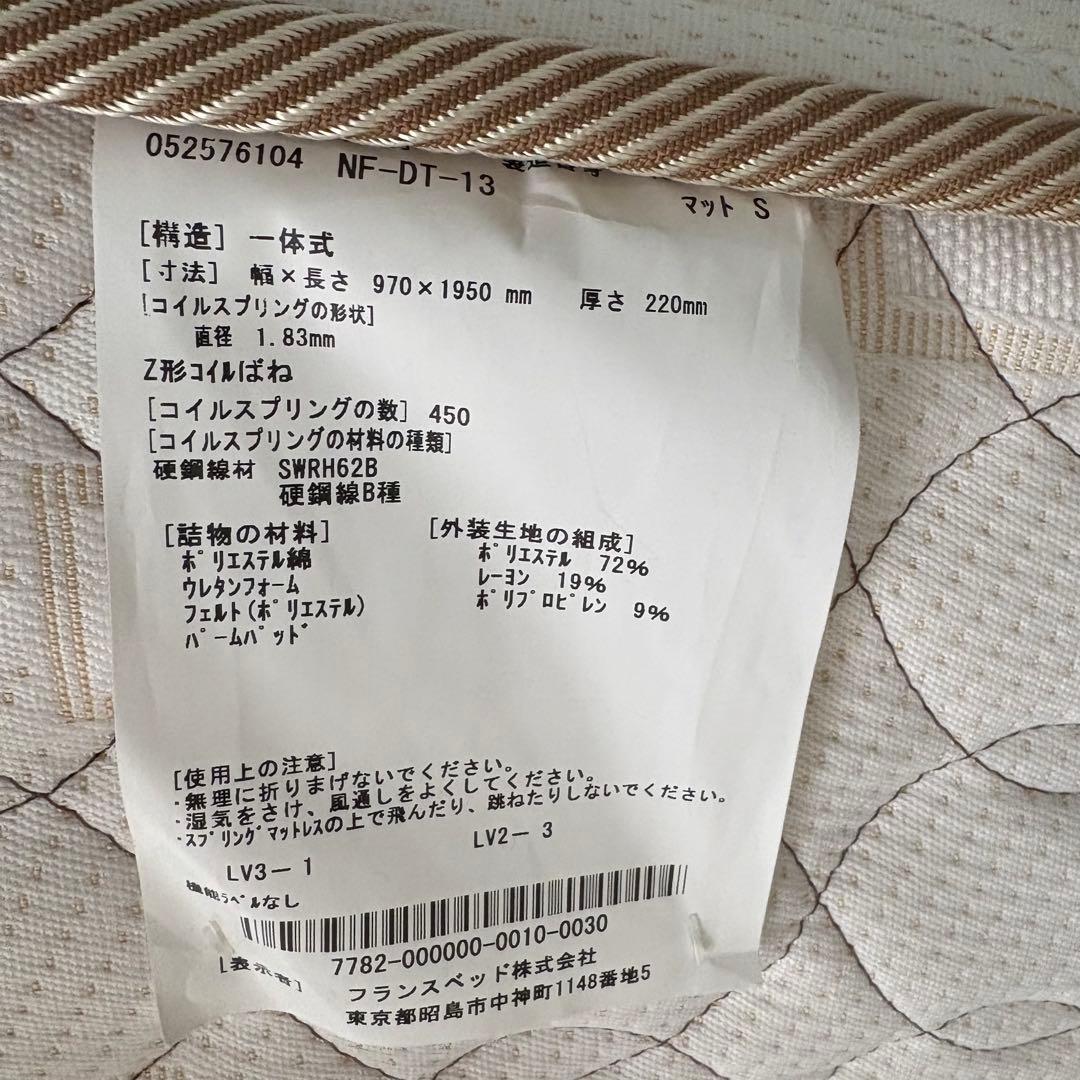 052576104 NF-DT-13
マット S
[構造] 一体式
[寸法] 幅×長さ 970×1950 mm 厚さ 220mm
[コイルスプリングの形状]
直径 1.83mm
Z形コイルばね
[コイルスプリングの数] 450
[コイルスプリングの材料の種類]
硬鋼線材 SWRH62B
硬鋼線B種
[詰物の材料] [外装生地の組成]
ポリエステル綿 ポリエステル 72%
ウレタンフォーム レーヨン 19%
フェルト(ポリエステル) ポリプロピレン 9%
パームパッド
[使用上の注意]
・無理に折りまげないでください。
・湿気をさけ、風通しをよくしてください。
・スプリングマットレスの上で飛んだり、跳ねたりしないでください。
LV3-1 LV2-3
機能ラベルなし
7782-000000-0010-0030
[表示者] フランスベッド株式会社
東京都昭島市中神町1148番地5